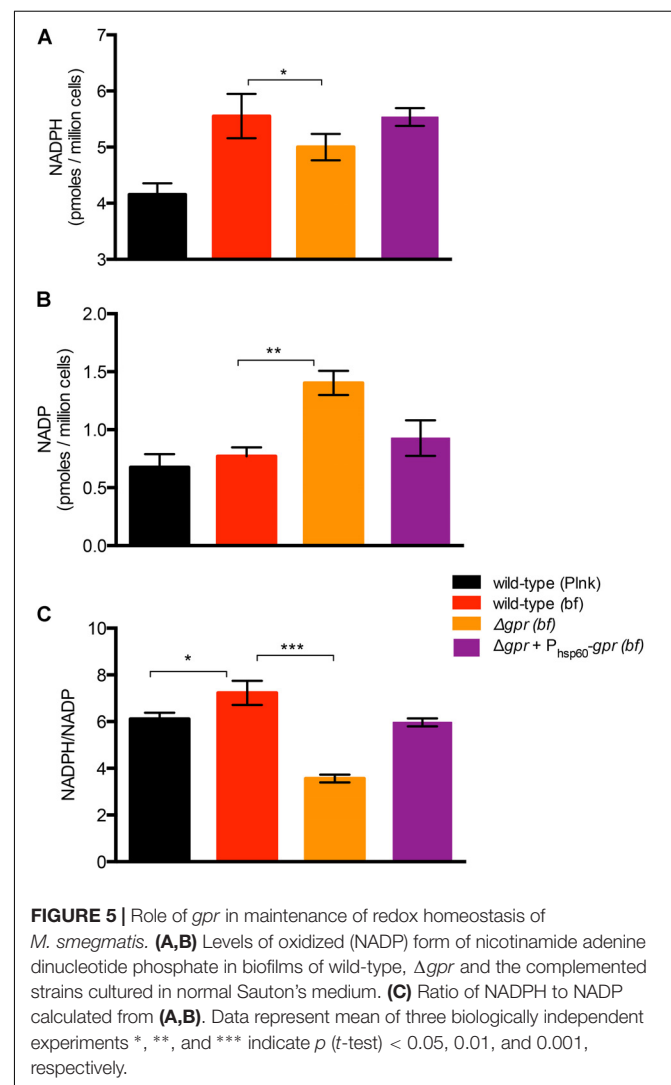 A
7
6
5
4
3
NADPH
(pmoles / million cells)
*
B
2.0
1.5
1.0
0.5
0.0
NADP
(pmoles / million cells)
**
wild-type (Plnk)
wild-type (bf)
Δgpr (bf)
Δgpr + Phsp60-gpr (bf)
C
10
8
6
4
2
0
NADPH/NADP
*
***
FIGURE 5 | Role of gpr in maintenance of redox homeostasis of
M. smegmatis. (A,B) Levels of oxidized (NADP) form of nicotinamide adenine
dinucleotide phosphate in biofilms of wild-type, Δgpr and the complemented
strains cultured in normal Sauton's medium. (C) Ratio of NADPH to NADP
calculated from (A,B). Data represent mean of three biologically independent
experiments *, **, and *** indicate p (t-test) < 0.05, 0.01, and 0.001,
respectively.